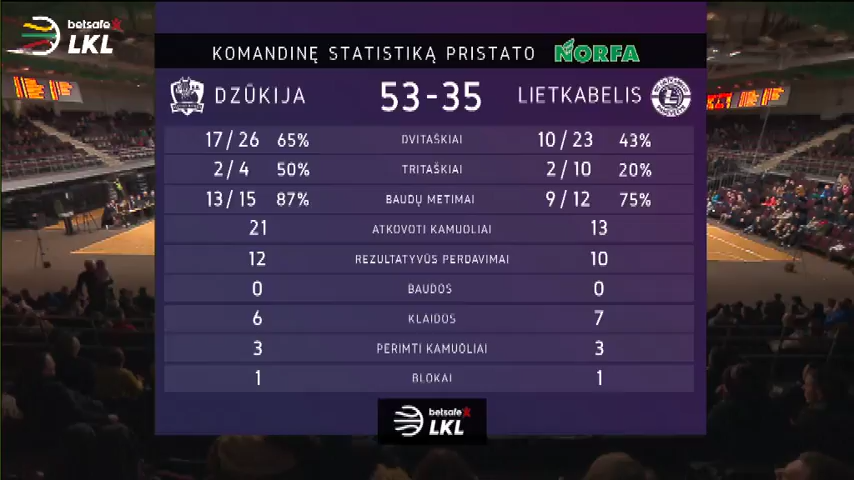 betsafe
LKL
KOMANDINĘ STATISTIKĄ PRISTATO NORFA
DZŪKIJA 53-35 LIETKABELIS
17/26 65% DVITAŠKIAI 10/23 43%
2/4 50% TRITAŠKIAI 2/10 20%
13/15 87% BAUDŲ METIMAI 9/12 75%
21 ATKOVOTI KAMUOLIAI 13
12 REZULTATYVŪS PERDAVIMAI 10
0 BAUDOS 0
6 KLAIDOS 7
3 PERIMTI KAMUOLIAI 3
1 BLOKAI 1
betsafe
LKL